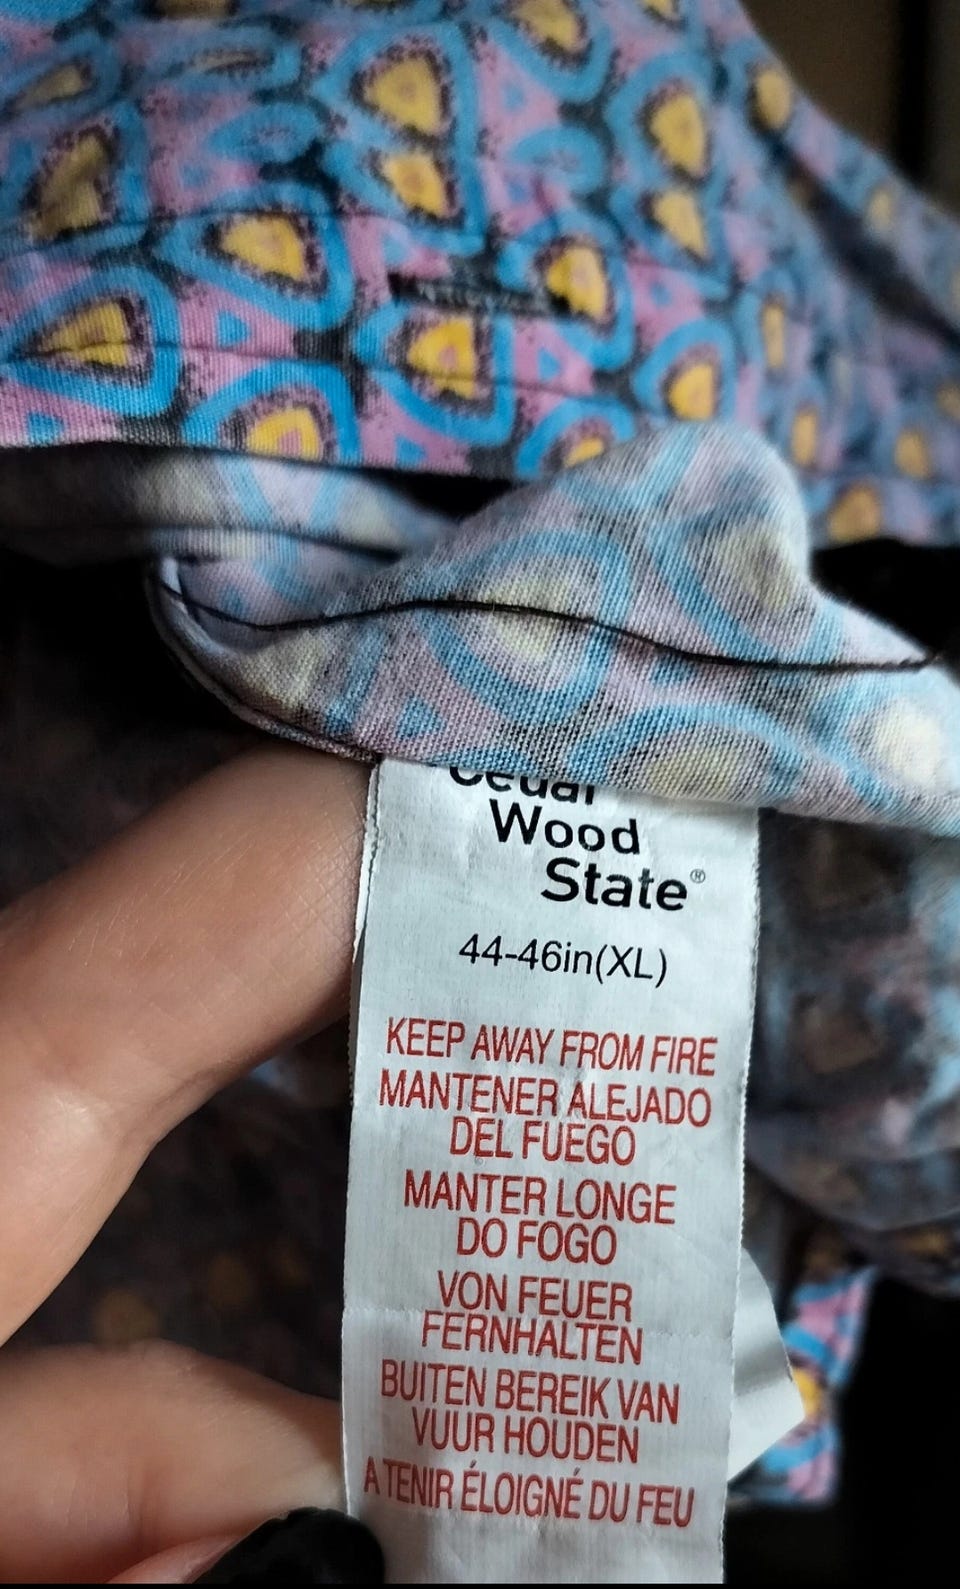 Cedar
Wood
State®
44-46in(XL)
KEEP AWAY FROM FIRE
MANTENER ALEJADO
DEL FUEGO
MANTER LONGE
DO FOGO
VON FEUER
FERNHALTEN
BUITEN BEREIK VAN
VUUR HOUDEN
A TENIR ÉLOIGNÉ DU FEU